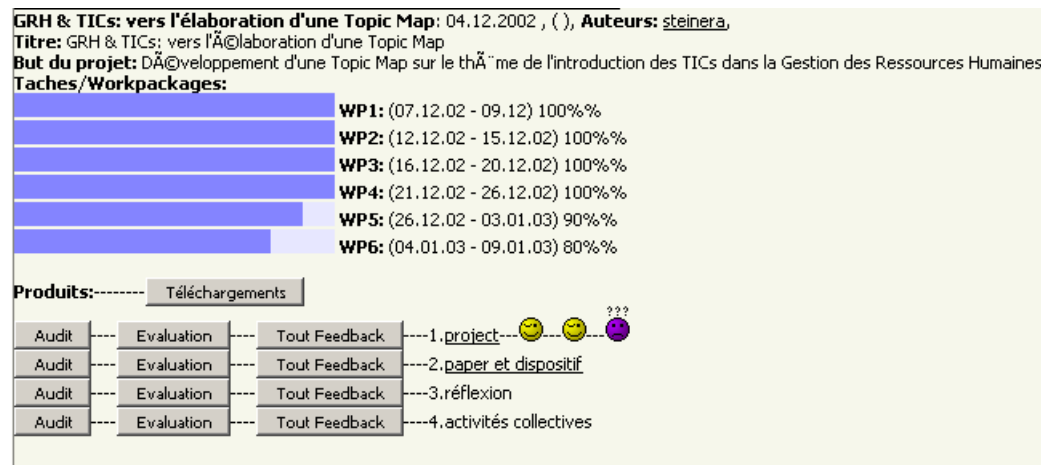 GRH & TICs: vers l'élaboration d'une Topic Map: 04.12.2002 , ( ), Auteurs: steinera,
Titre: GRH & TICs: vers l'Ã©laboration d'une Topic Map
But du projet: DÃ©veloppement d'une Topic Map sur le thÃ¨me de l'introduction des TICs dans la Gestion des Ressources Humaines
Taches/Workpackages:
WP1: (07.12.02 - 09.12) 100%%
WP2: (12.12.02 - 15.12.02) 100%%
WP3: (16.12.02 - 20.12.02) 100%%
WP4: (21.12.02 - 26.12.02) 100%%
WP5: (26.12.02 - 03.01.03) 90%%
WP6: (04.01.03 - 09.01.03) 80%%
Produits:-------- Téléchargements
Audit ---- Evaluation ---- Tout Feedback ----1.project--- --- --- ???
Audit ---- Evaluation ---- Tout Feedback ----2.paper et dispositif
Audit ---- Evaluation ---- Tout Feedback ----3.réflexion
Audit ---- Evaluation ---- Tout Feedback ----4.activités collectives